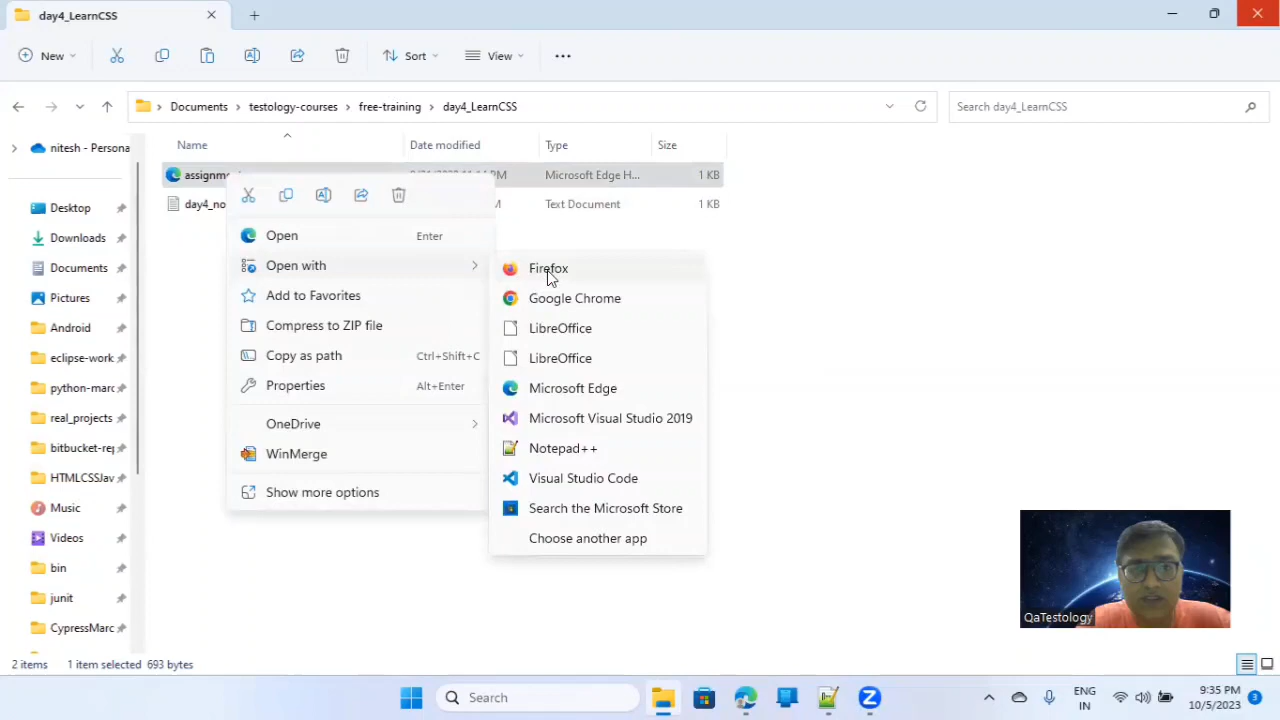 day4_LearnCSS
New
Sort
View
Documents
testology-courses
free-training
day4_LearnCSS
Search day4_LearnCSS
nitesh - Persona
Name
Date modified
Type
Size
Microsoft Edge H...
1 KB
day4_no
Text Document
1 KB
Desktop
Downloads
Documents
Pictures
Android
eclipse-work
python-marc
real_projects
bitbucket-rep
HTMLCSSJav
Music
Videos
bin
junit
CypressMarc
Open
Enter
Open with
Add to Favorites
Compress to ZIP file
Copy as path
Ctrl+Shift+C
Properties
Alt+Enter
OneDrive
WinMerge
Show more options
Firefox
Google Chrome
LibreOffice
LibreOffice
Microsoft Edge
Microsoft Visual Studio 2019
Notepad++
Visual Studio Code
Search the Microsoft Store
Choose another app
QaTestology
2 items
1 item selected 693 bytes
Search
ENG
IN
9:35 PM
10/5/2023
3